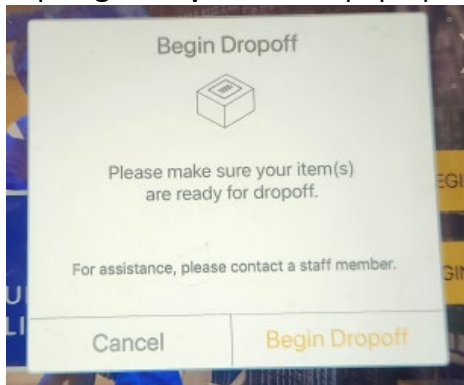 Begin Dropoff
Please make sure your item(s)
are ready for dropoff.
For assistance, please contact a staff member.
Cancel
Begin Dropoff